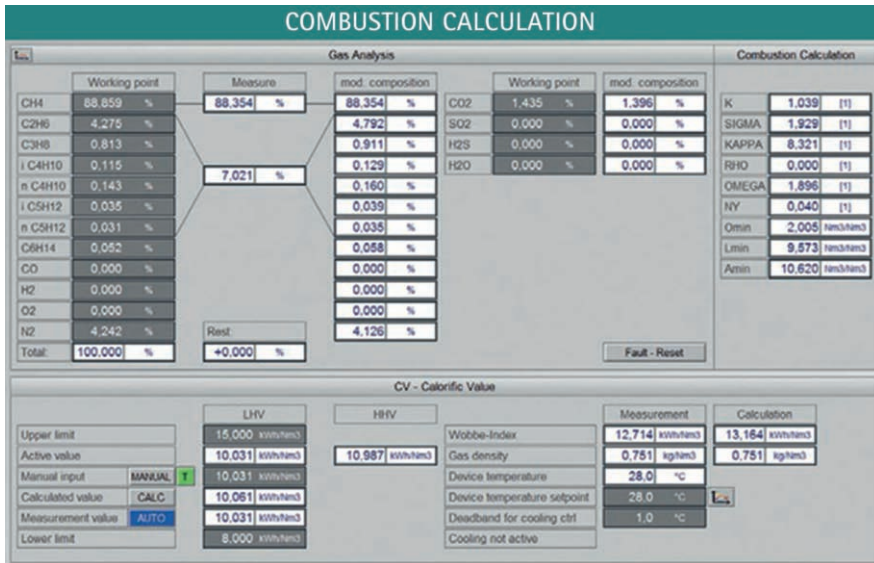 COMBUSTION CALCULATION
Gas Analysis Combustion Calculation
Working point Measure mod. composition Working point mod. composition
CH4 88,859 % 88,354 % 88,354 % CO2 1,435 % 1,396 % K 1,039 [1]
C2H6 4,275 % 4,792 % SO2 0,000 % 0,000 % SIGMA 1,929 [1]
C3H8 0,813 % 0,911 % H2S 0,000 % 0,000 % KAPPA 8,321 [1]
i C4H10 0,115 % 7,021 % 0,129 % H2O 0,000 % 0,000 % RHO 0,000 [1]
n C4H10 0,143 % 0,160 % OMEGA 1,896 [1]
i C5H12 0,035 % 0,039 % NY 0,040 [1]
n C5H12 0,031 % 0,035 % Omin 2,005 Nm3/Nm3
C6H14 0,052 % 0,058 % Lmin 9,573 Nm3/Nm3
CO 0,000 % 0,000 % Amin 10,620 Nm3/Nm3
H2 0,000 % 0,000 %
O2 0,000 % 0,000 %
N2 4,242 % Rest: 4,126 %
Total: 100,000 % +0,000 % Fault - Reset
CV - Calorific Value
LHV HHV Measurement Calculation
Upper limit 15,000 kWh/Nm3 Wobbe-Index 12,714 kWh/Nm3 13,164 kWh/Nm3
Active value 10,031 kWh/Nm3 10,987 kWh/Nm3 Gas density 0,751 kg/Nm3 0,751 kg/Nm3
Manual input MANUAL T 10,031 kWh/Nm3 Device temperature 28,0 °C
Calculated value CALC 10,061 kWh/Nm3 Device temperature setpoint 28,0 °C
Measurement value AUTO 10,031 kWh/Nm3 Deadband for cooling ctrl 1,0 °C
Lower limit 8,000 kWh/Nm3 Cooling not active